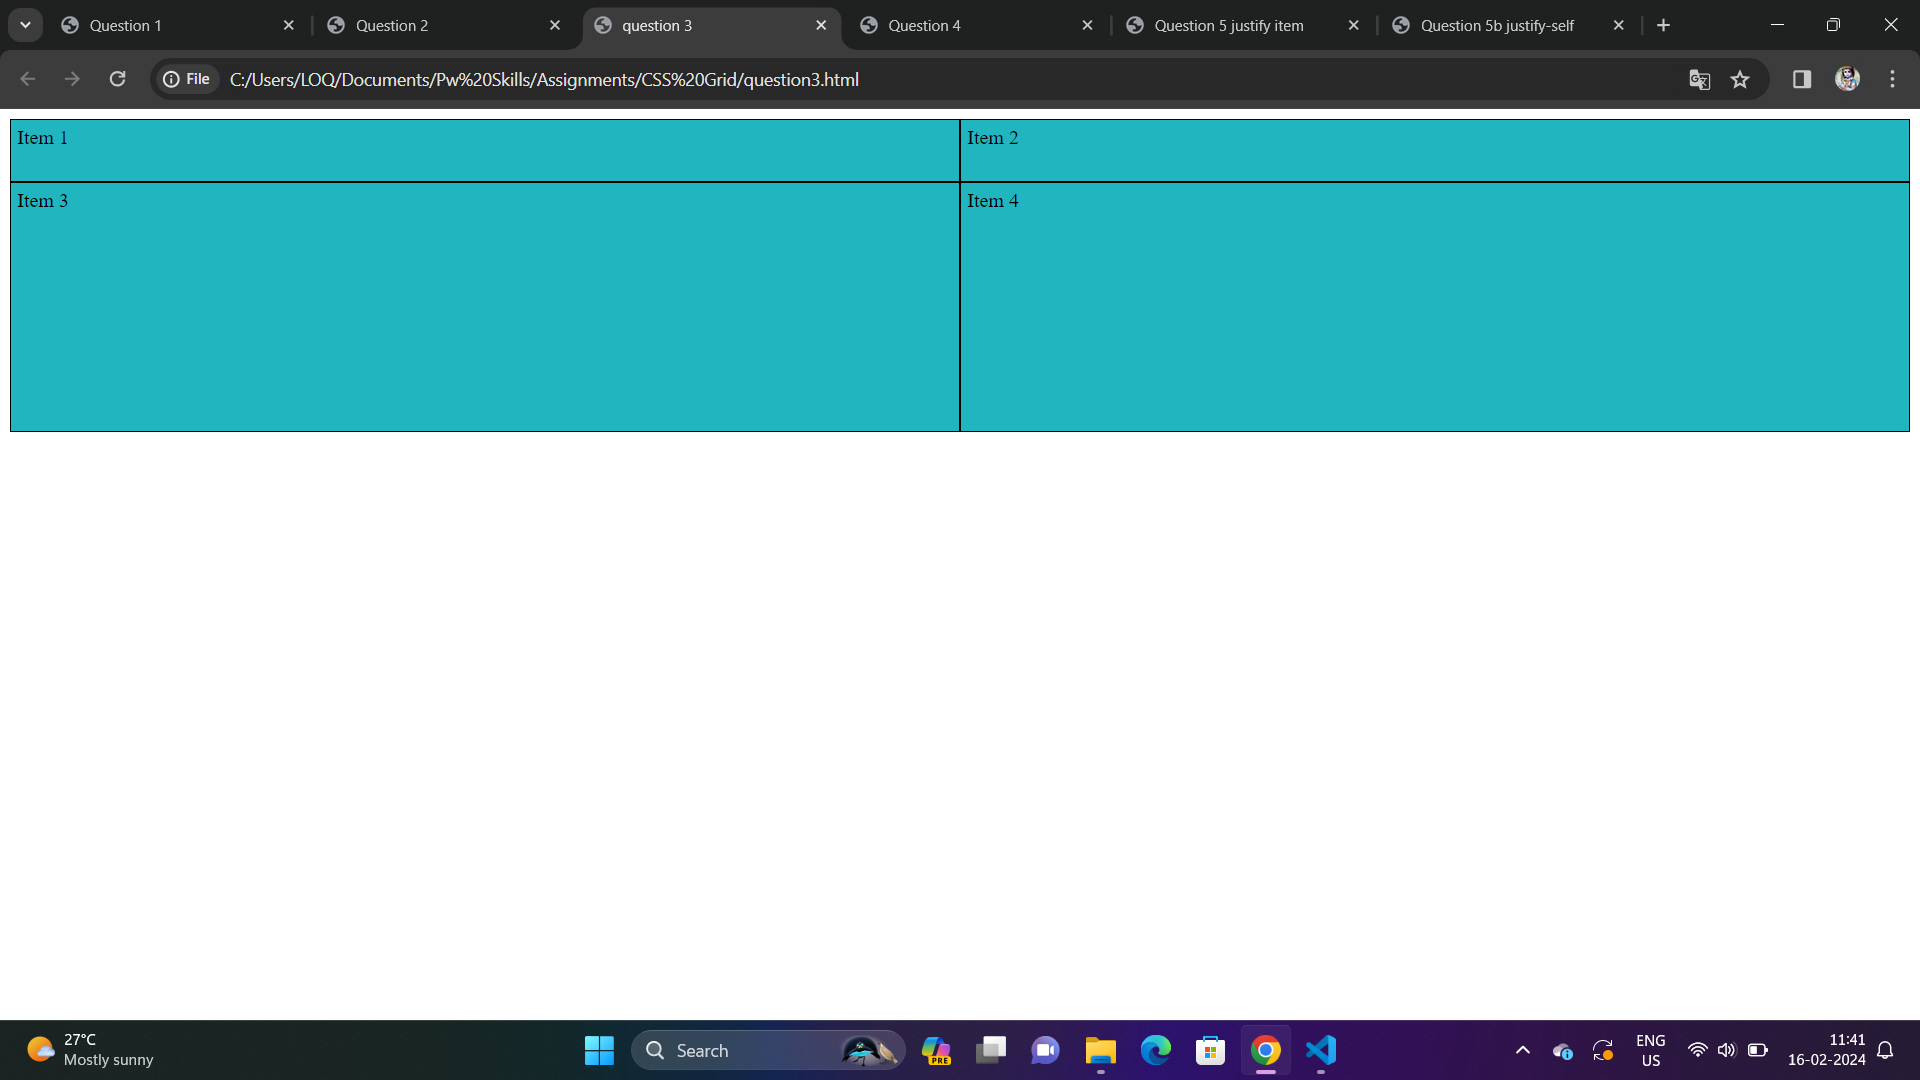 Question 1
Question 2
question 3
Question 4
Question 5 justify item
Question 5b justify-self
File
C:/Users/LOQ/Documents/Pw%20Skills/Assignments/CSS%20Grid/question3.html
Item 1
Item 2
Item 3
Item 4
27°C
Mostly sunny
Search
PRE
ENG
US
11:41
16-02-2024